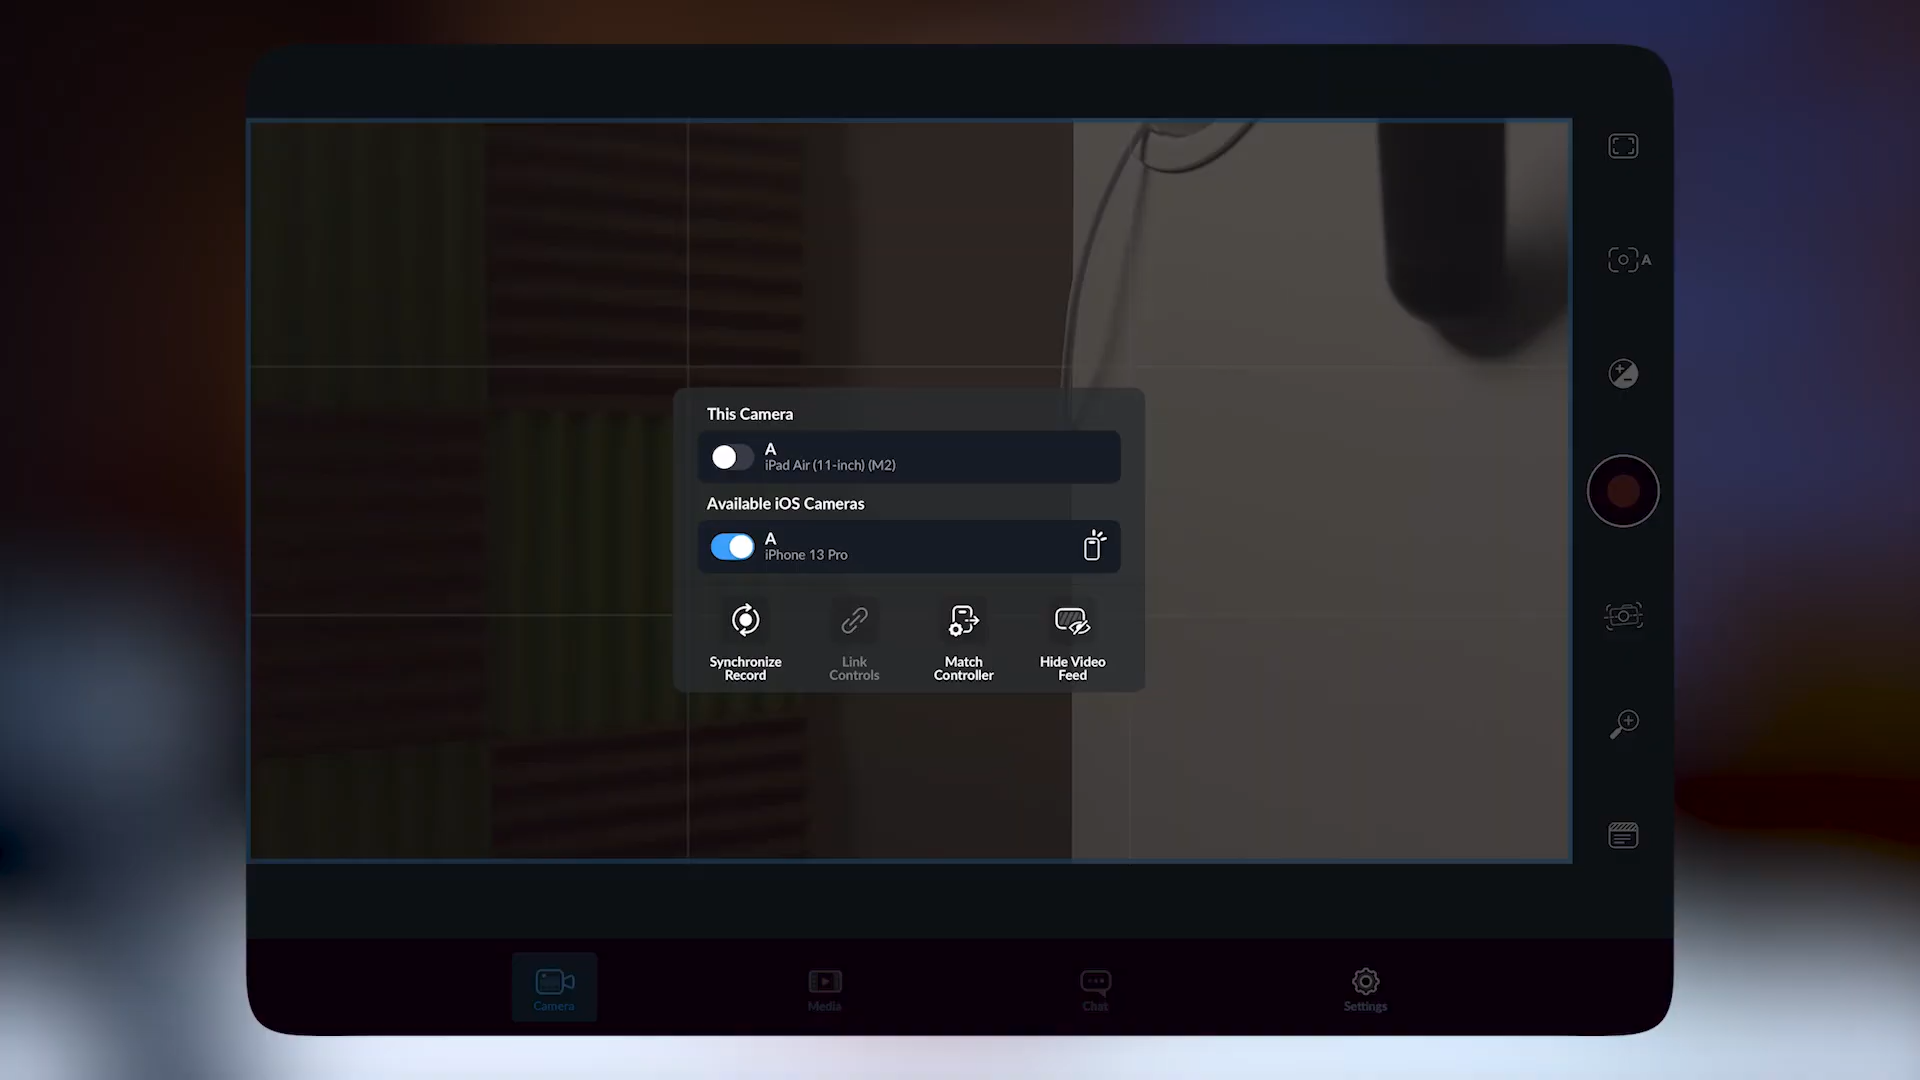 A
This Camera
A
iPad Air (11-inch) (M2)
Available iOS Cameras
A
iPhone 13 Pro
Synchronize
Record
Link
Controls
Match
Controller
Hide Video
Feed
Camera
Media
Chat
Settings